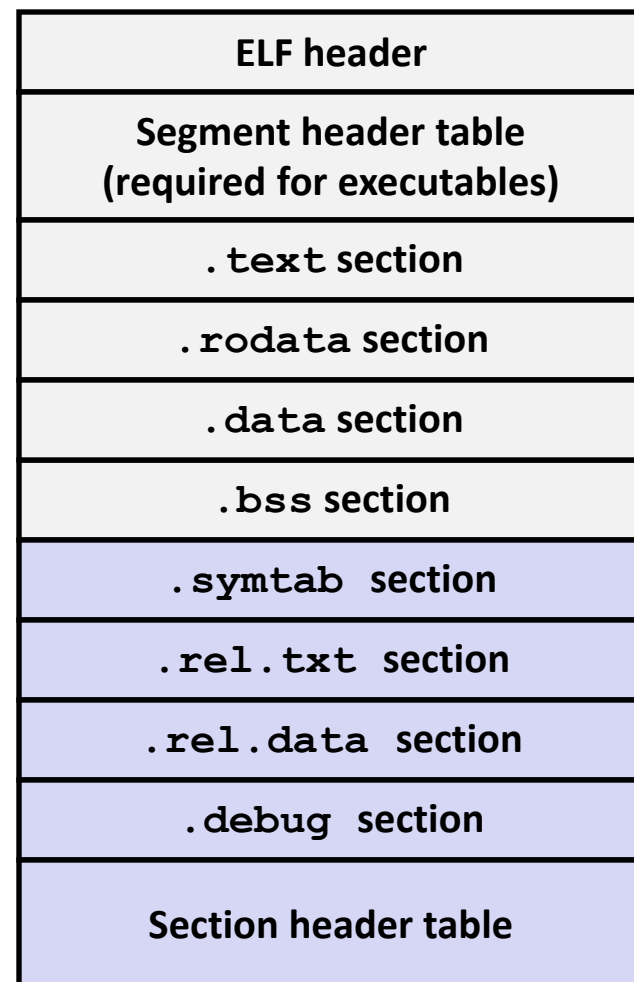 ELF header
Segment header table
(required for executables)
.text section
.rodata section
.data section
.bss section
.symtab section
.rel.txt section
.rel.data section
.debug section
Section header table